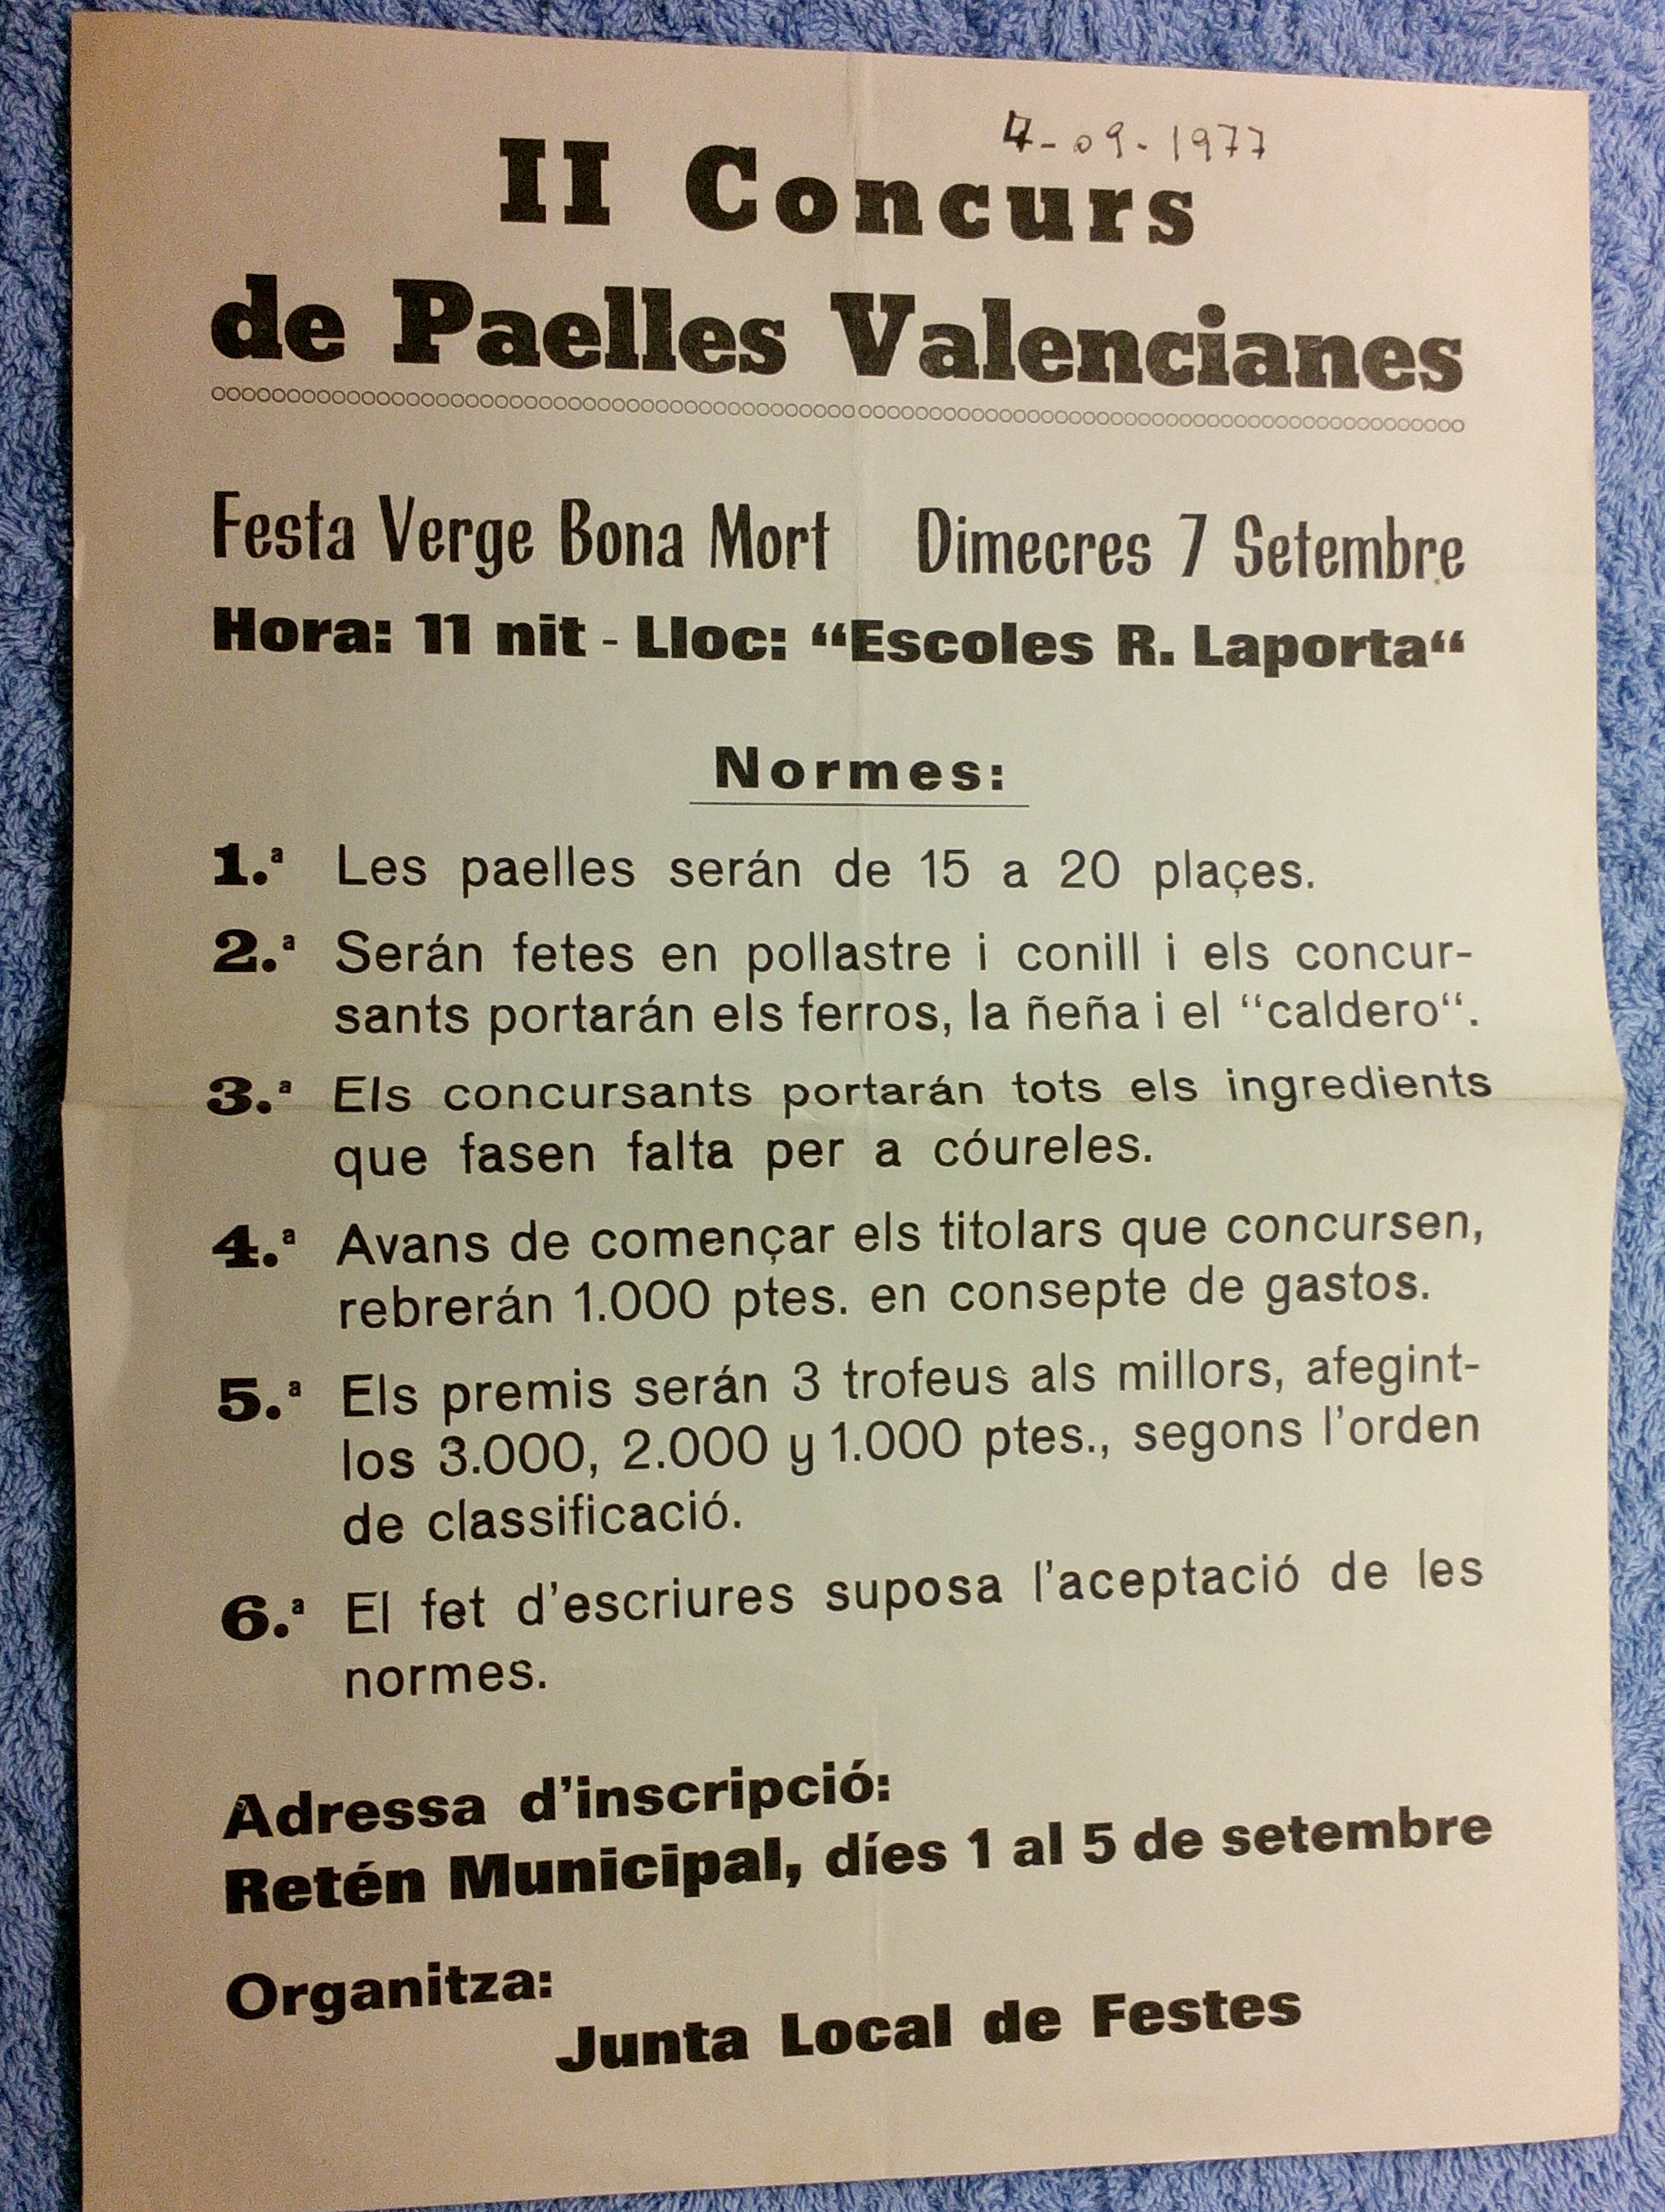 7-09-1977
II Concurs
de Paelles Valencianes
Festa Verge Bona Mort Dimecres 7 Setembre
Hora: 11 nit - Lloc: “Escoles R. Laporta“
Normes:
1.ª Les paelles serán de 15 a 20 plaçes.
2.ª Serán fetes en pollastre i conill i els concur-
sants portarán els ferros, la ñeña i el “caldero“.
3.ª Els concursants portarán tots els ingredients
que fasen falta per a cóureles.
4.ª Avans de començar els titolars que concursen,
rebrerán 1.000 ptes. en consepte de gastos.
5.ª Els premis serán 3 trofeus als millors, afegint-
los 3.000, 2.000 y 1.000 ptes., segons l'orden
de classificació.
6.ª El fet d'escriures suposa l'aceptació de les
normes.
Adressa d'inscripció:
Retén Municipal, díes 1 al 5 de setembre
Organitza:
Junta Local de Festes